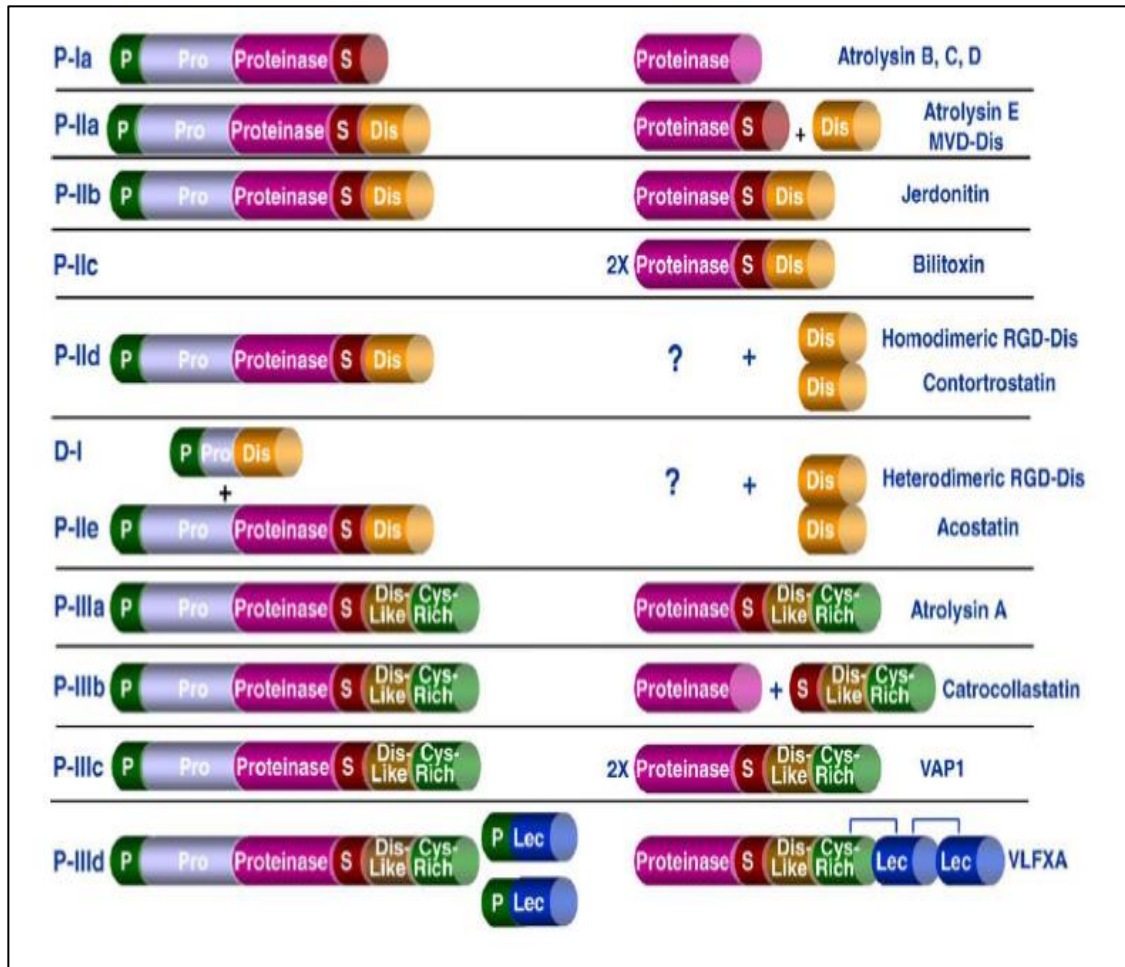 P-Ia P Pro Proteinase S Proteinase Atrolysin B, C, D
P-IIa P Pro Proteinase S Dis Proteinase S + Dis Atrolysin E
MVD-Dis
P-IIb P Pro Proteinase S Dis Proteinase S Dis Jerdonitin
P-IIc 2X Proteinase S Dis Bilitoxin
P-IId P Pro Proteinase S Dis ? + Dis Homodimeric RGD-Dis
Dis Contortrostatin
D-I P Pro Dis
+
? + Dis Heterodimeric RGD-Dis
P-IIe P Pro Proteinase S Dis Dis Acostatin
P-IIIa P Pro Proteinase S Dis-Like Cys-Rich Proteinase S Dis-Like Cys-Rich Atrolysin A
P-IIIb P Pro Proteinase S Dis-Like Cys-Rich Proteinase + S Dis-Like Cys-Rich Catrocollastatin
P-IIIc P Pro Proteinase S Dis-Like Cys-Rich 2X Proteinase S Dis-Like Cys-Rich VAP1
P Lec
P-IIId P Pro Proteinase S Dis-Like Cys-Rich Proteinase S Dis-Like Cys-Rich Lec Lec VLFXA
P Lec